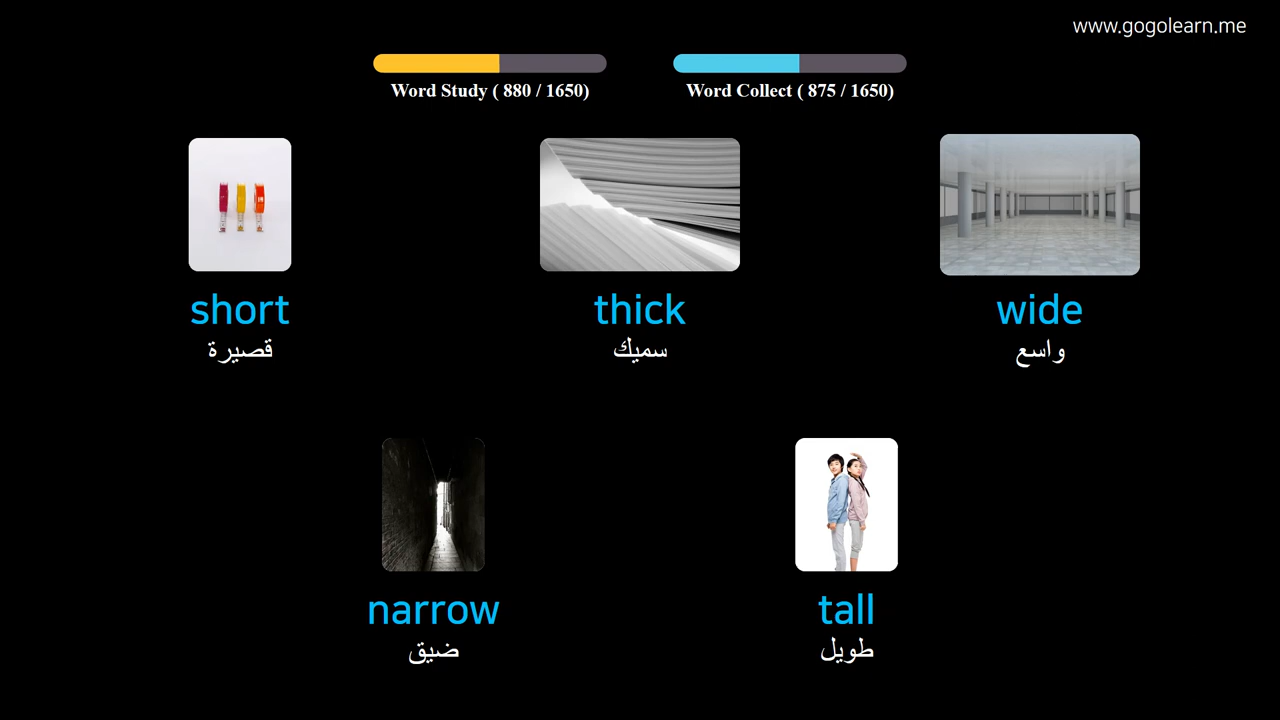 www.gogolearn.me
Word Study ( 880 / 1650)
Word Collect ( 875 / 1650)
short
قصيرة
thick
سميك
wide
واسع
narrow
ضيق
tall
طويل